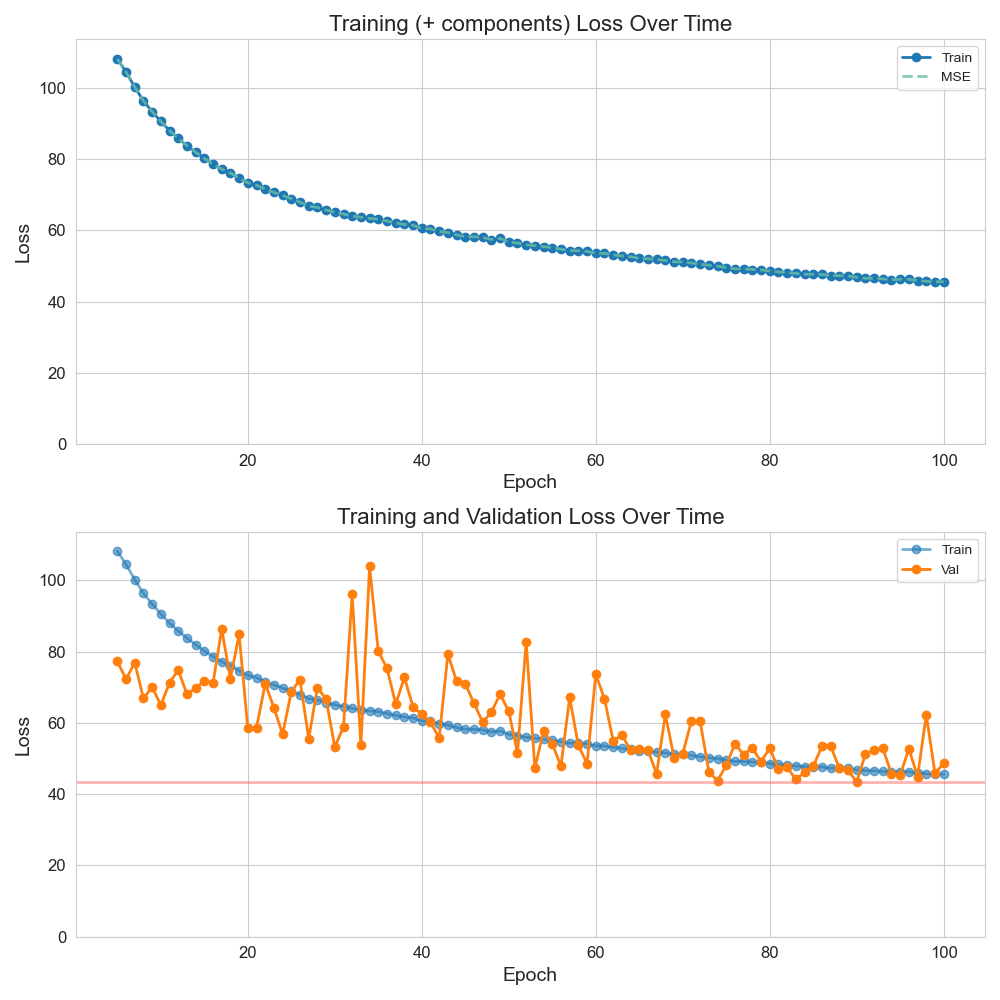 Training (+ components) Loss Over Time
Train
MSE
Loss
100
80
60
40
20
0
20 40 60 80 100
Epoch
Training and Validation Loss Over Time
Train
Val
Loss
100
80
60
40
20
0
20 40 60 80 100
Epoch